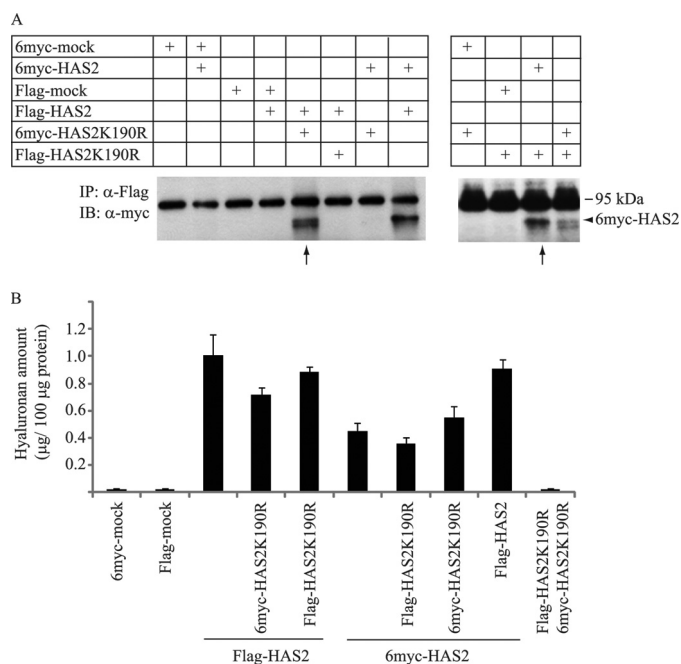 A
6myc-mock + + +
6myc-HAS2 + + + +
Flag-mock + + +
Flag-HAS2 + + + +
6myc-HAS2K190R + + + +
Flag-HAS2K190R + + + +
IP: α-Flag
IB: α-myc
95 kDa
6myc-HAS2
B
Hyaluronan amount
(μg/ 100 μg protein)
1.2
1.0
0.8
0.6
0.4
0.2
6myc-mock
Flag-mock
6myc-HAS2K190R
Flag-HAS2K190R
Flag-HAS2K190R
6myc-HAS2K190R
Flag-HAS2
Flag-HAS2K190R
6myc-HAS2K190R
Flag-HAS2
6myc-HAS2